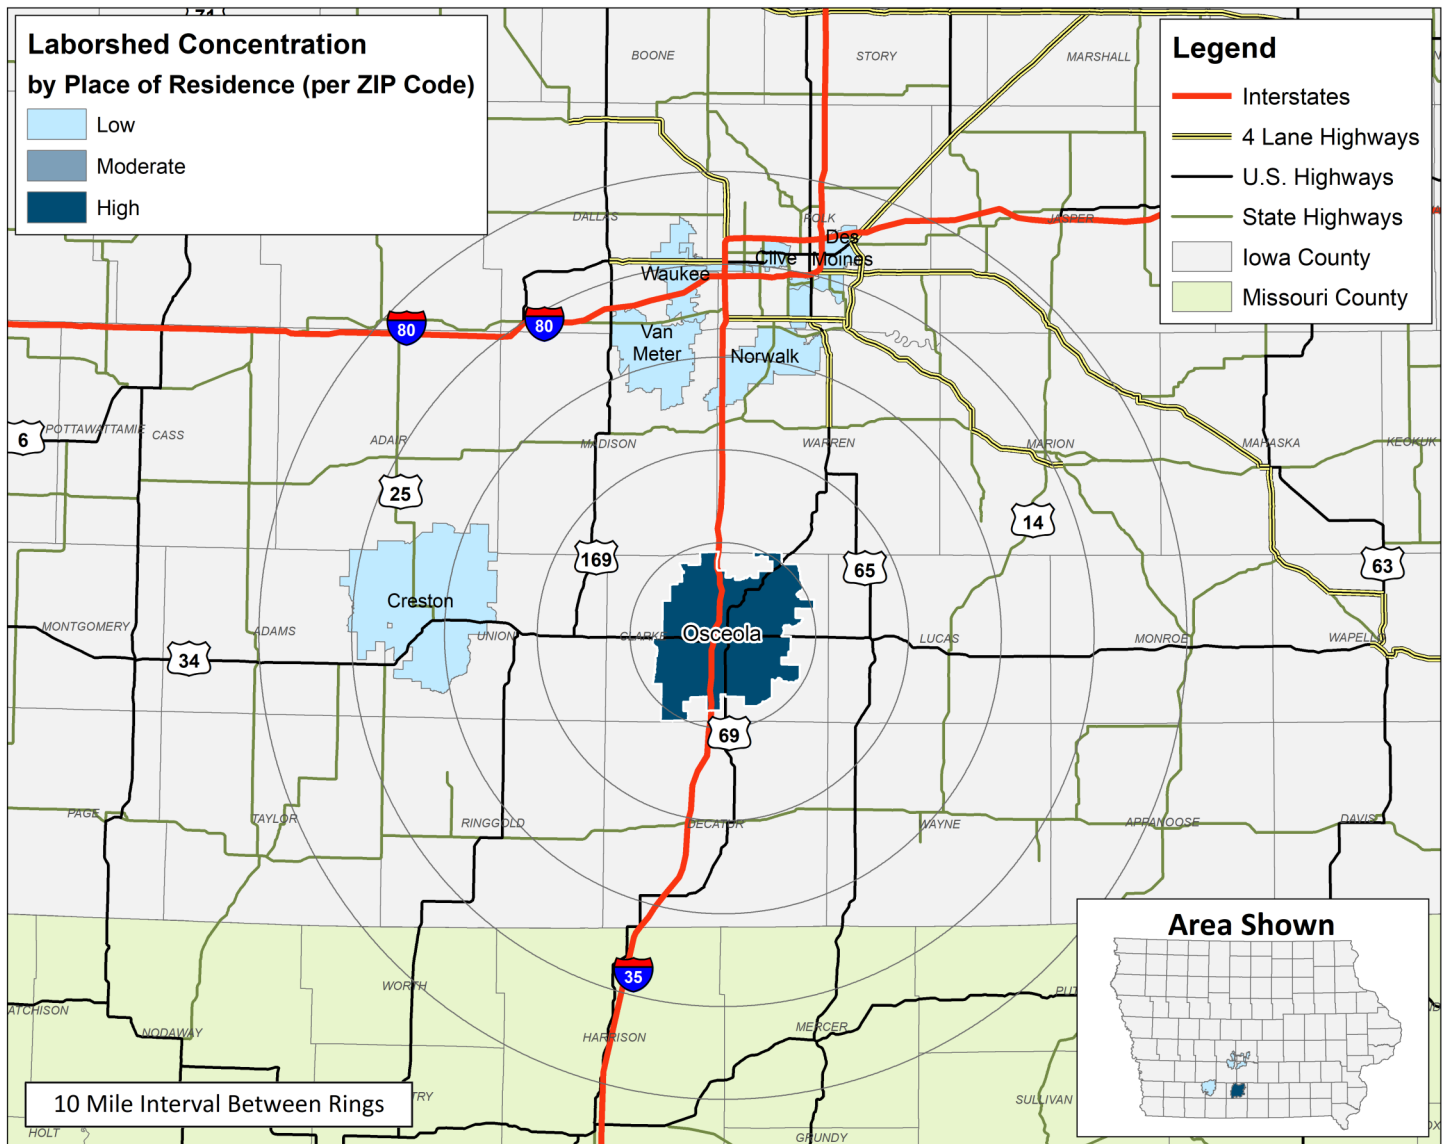 71
Laborshed Concentration
by Place of Residence (per ZIP Code)
Low
Moderate
High
Legend
Interstates
4 Lane Highways
U.S. Highways
State Highways
Iowa County
Missouri County
BOONE
STORY
MARSHALL
DALLAS
POLK
JASPER
Des
Moines
Clive
Waukee
80
80
Van
Meter
Norwalk
6
POTTAWATTAMIE
CASS
ADAIR
MADISON
WARREN
MARION
MAHASKA
KEOKUK
25
14
169
65
63
Creston
MONTGOMERY
ADAMS
UNION
CLARKE
Osceola
LUCAS
MONROE
WAPELLO
34
69
PAGE
TAYLOR
RINGGOLD
DECATUR
WAYNE
APPANOOSE
DAVIS
Area Shown
35
WORTH
ATCHISON
NODAWAY
HARRISON
MERCER
PUT
10 Mile Interval Between Rings
TRY
SULLIVAN
HOLT
GRUNDY